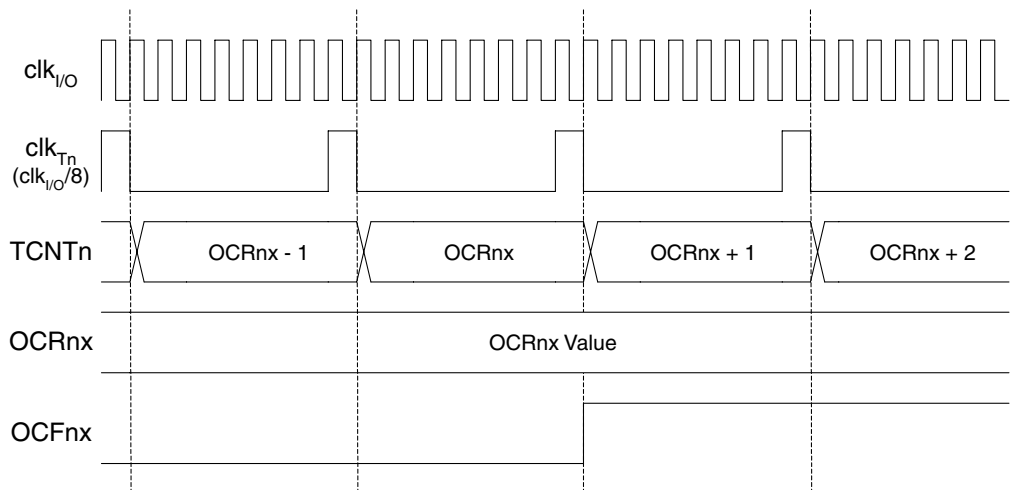 clkI/O
clkTn
(clkI/O/8)
TCNTn
OCRnx - 1
OCRnx
OCRnx + 1
OCRnx + 2
OCRnx
OCRnx Value
OCFnx